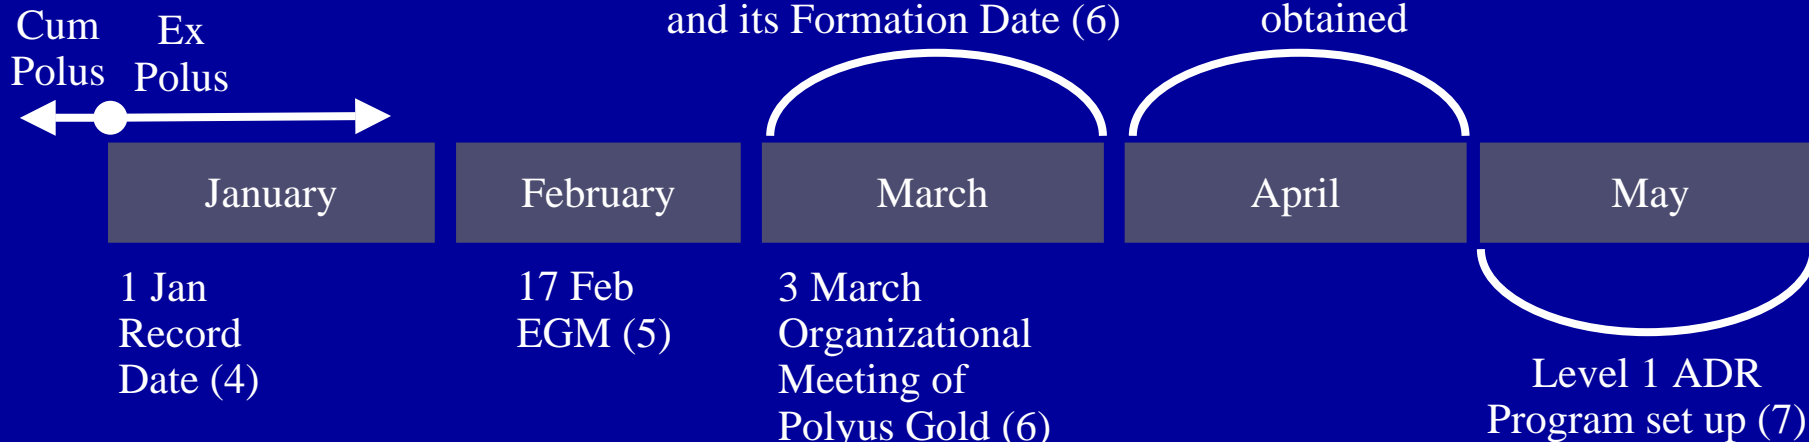 Cum
Polus
Ex
Polus
and its Formation Date (6)
obtained
January
February
March
April
May
1 Jan
Record
Date (4)
17 Feb
EGM (5)
3 March
Organizational
Meeting of
Polyus Gold (6)
Level 1 ADR
Program set up (7)